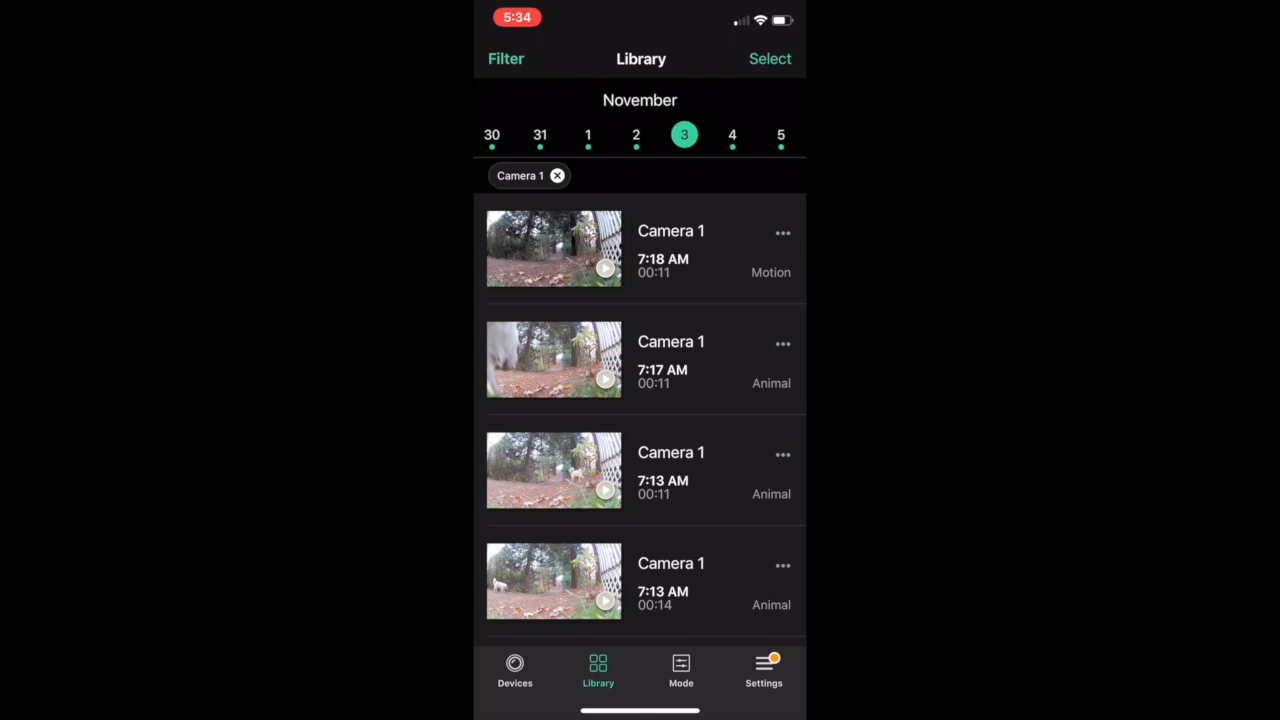 5:34
Filter Library Select
November
30 31 1 2 3 4 5
Camera 1
Camera 1
7:18 AM
00:11 Motion
Camera 1
7:17 AM
00:11 Animal
Camera 1
7:13 AM
00:11 Animal
Camera 1
7:13 AM
00:14 Animal
Devices Library Mode Settings